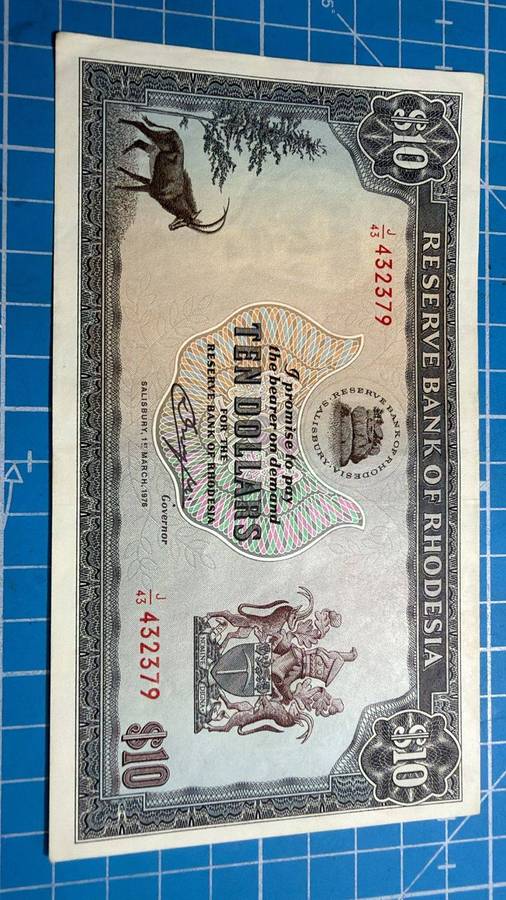 $10
RESERVE BANK OF RHODESIA
$10
J/43 432379
RESERVE BANK OF RHODESIA · SALISBURY ·
I promise to pay
the bearer on demand
TEN DOLLARS
FOR THE
RESERVE BANK OF RHODESIA
Governor
SALISBURY, 1ST MARCH, 1976
J/43 432379
$10